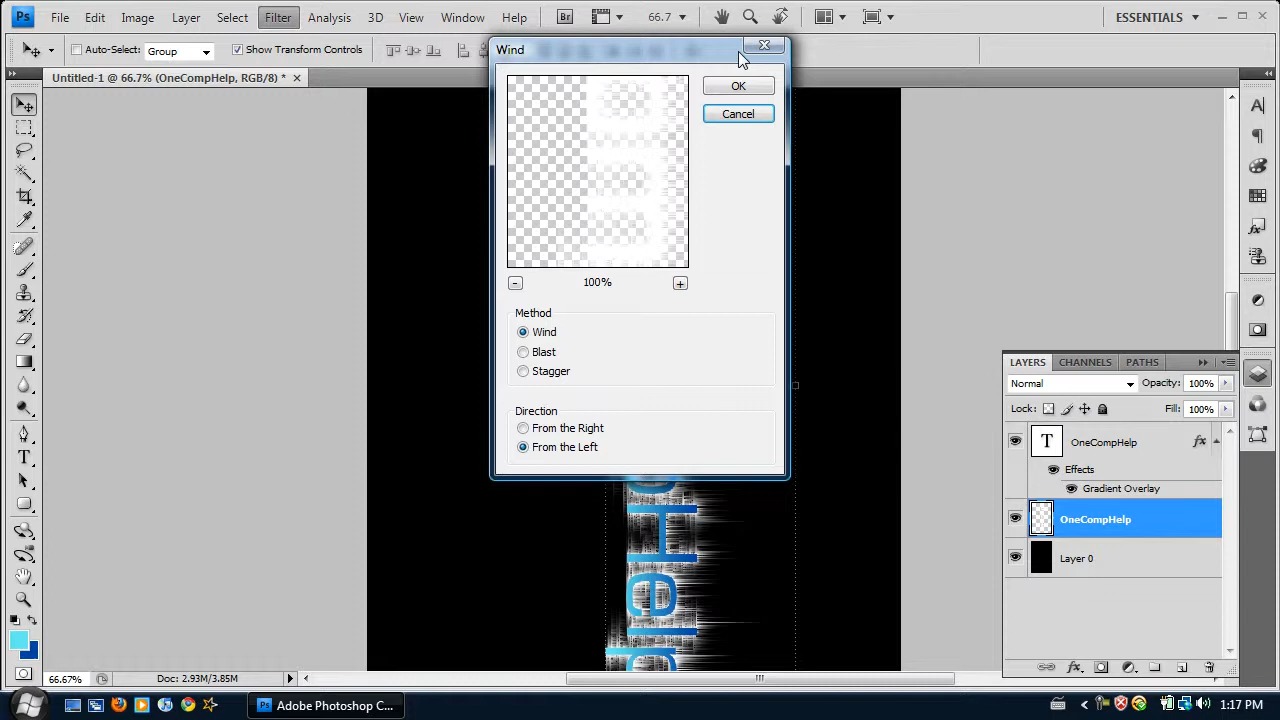 Ps File Edit Image Layer Select Filter Analysis 3D View Window Help Br 66.7 ESSENTIALS
Auto-Select: Group Show Transform Controls
Untitled-1 @ 66.7% (OneCompHelp, RGB/8) *
Wind
OK
Cancel
100%
Method
Wind
Blast
Stagger
Direction
From the Right
From the Left
LAYERS CHANNELS PATHS
Normal Opacity: 100%
Lock: Fill: 100%
T OneCompHelp fx
Effects
Gradient Overlay
OneCompHelp
Layer 0
Help
66.67% Doc: 2.93M/3.85M
Ps Adobe Photoshop C... 1:17 PM